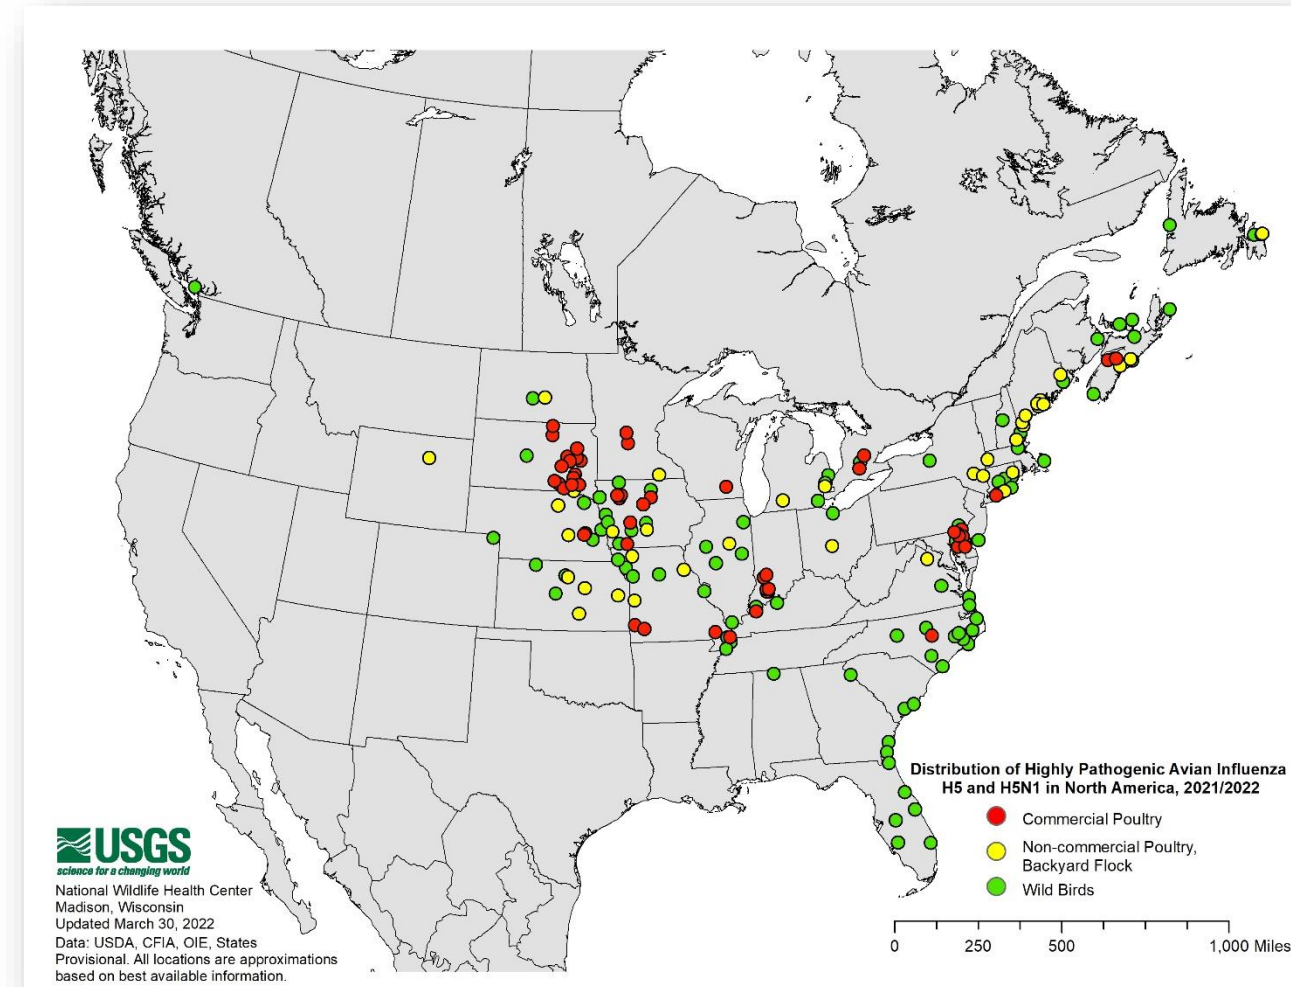 Distribution of Highly Pathogenic Avian Influenza
H5 and H5N1 in North America, 2021/2022
Commercial Poultry
Non-commercial Poultry,
Backyard Flock
Wild Birds
0 250 500 1,000 Miles
USGS
science for a changing world
National Wildlife Health Center
Madison, Wisconsin
Updated March 30, 2022
Data: USDA, CFIA, OIE, States
Provisional. All locations are approximations
based on best available information.